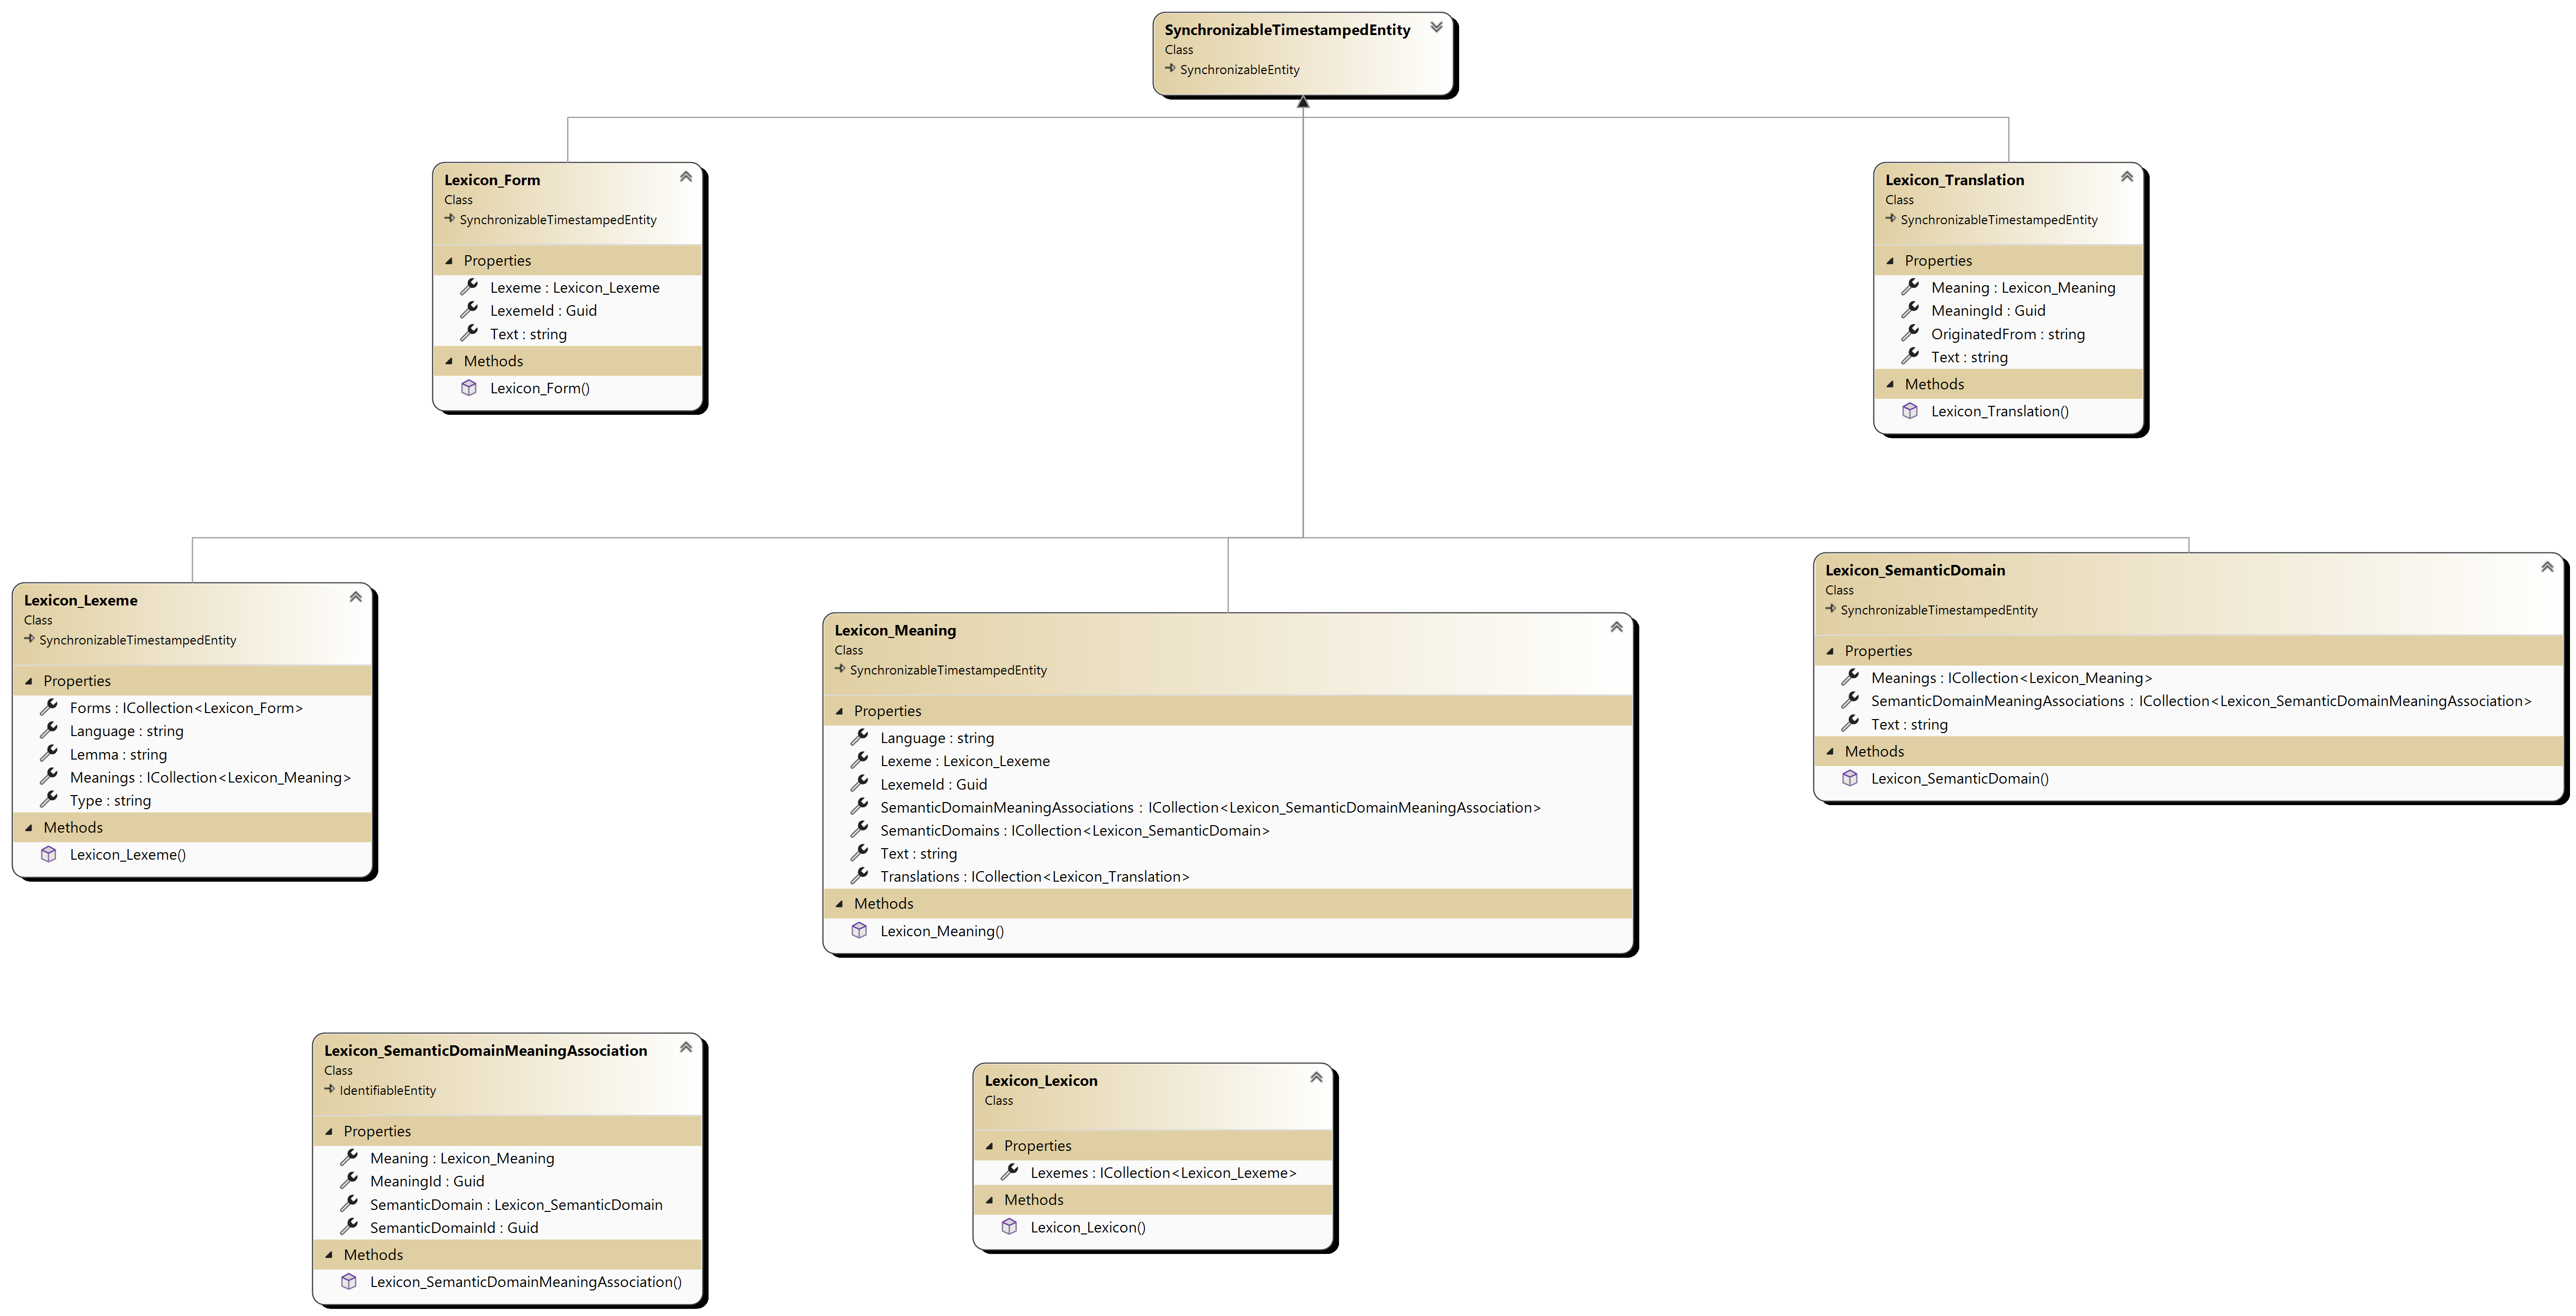 SynchronizableTimestampedEntity
Class
SynchronizableEntity
Lexicon_Form
Class
SynchronizableTimestampedEntity
Properties
Lexeme : Lexicon_Lexeme
LexemeId : Guid
Text : string
Methods
Lexicon_Form()
Lexicon_Translation
Class
SynchronizableTimestampedEntity
Properties
Meaning : Lexicon_Meaning
MeaningId : Guid
OriginatedFrom : string
Text : string
Methods
Lexicon_Translation()
Lexicon_Lexeme
Class
SynchronizableTimestampedEntity
Properties
Forms : ICollection<Lexicon_Form>
Language : string
Lemma : string
Meanings : ICollection<Lexicon_Meaning>
Type : string
Methods
Lexicon_Lexeme()
Lexicon_Meaning
Class
SynchronizableTimestampedEntity
Properties
Language : string
Lexeme : Lexicon_Lexeme
LexemeId : Guid
SemanticDomainMeaningAssociations : ICollection<Lexicon_SemanticDomainMeaningAssociation>
SemanticDomains : ICollection<Lexicon_SemanticDomain>
Text : string
Translations : ICollection<Lexicon_Translation>
Methods
Lexicon_Meaning()
Lexicon_SemanticDomain
Class
SynchronizableTimestampedEntity
Properties
Meanings : ICollection<Lexicon_Meaning>
SemanticDomainMeaningAssociations : ICollection<Lexicon_SemanticDomainMeaningAssociation>
Text : string
Methods
Lexicon_SemanticDomain()
Lexicon_SemanticDomainMeaningAssociation
Class
IdentifiableEntity
Properties
Meaning : Lexicon_Meaning
MeaningId : Guid
SemanticDomain : Lexicon_SemanticDomain
SemanticDomainId : Guid
Methods
Lexicon_SemanticDomainMeaningAssociation()
Lexicon_Lexicon
Class
Properties
Lexemes : ICollection<Lexicon_Lexeme>
Methods
Lexicon_Lexicon()